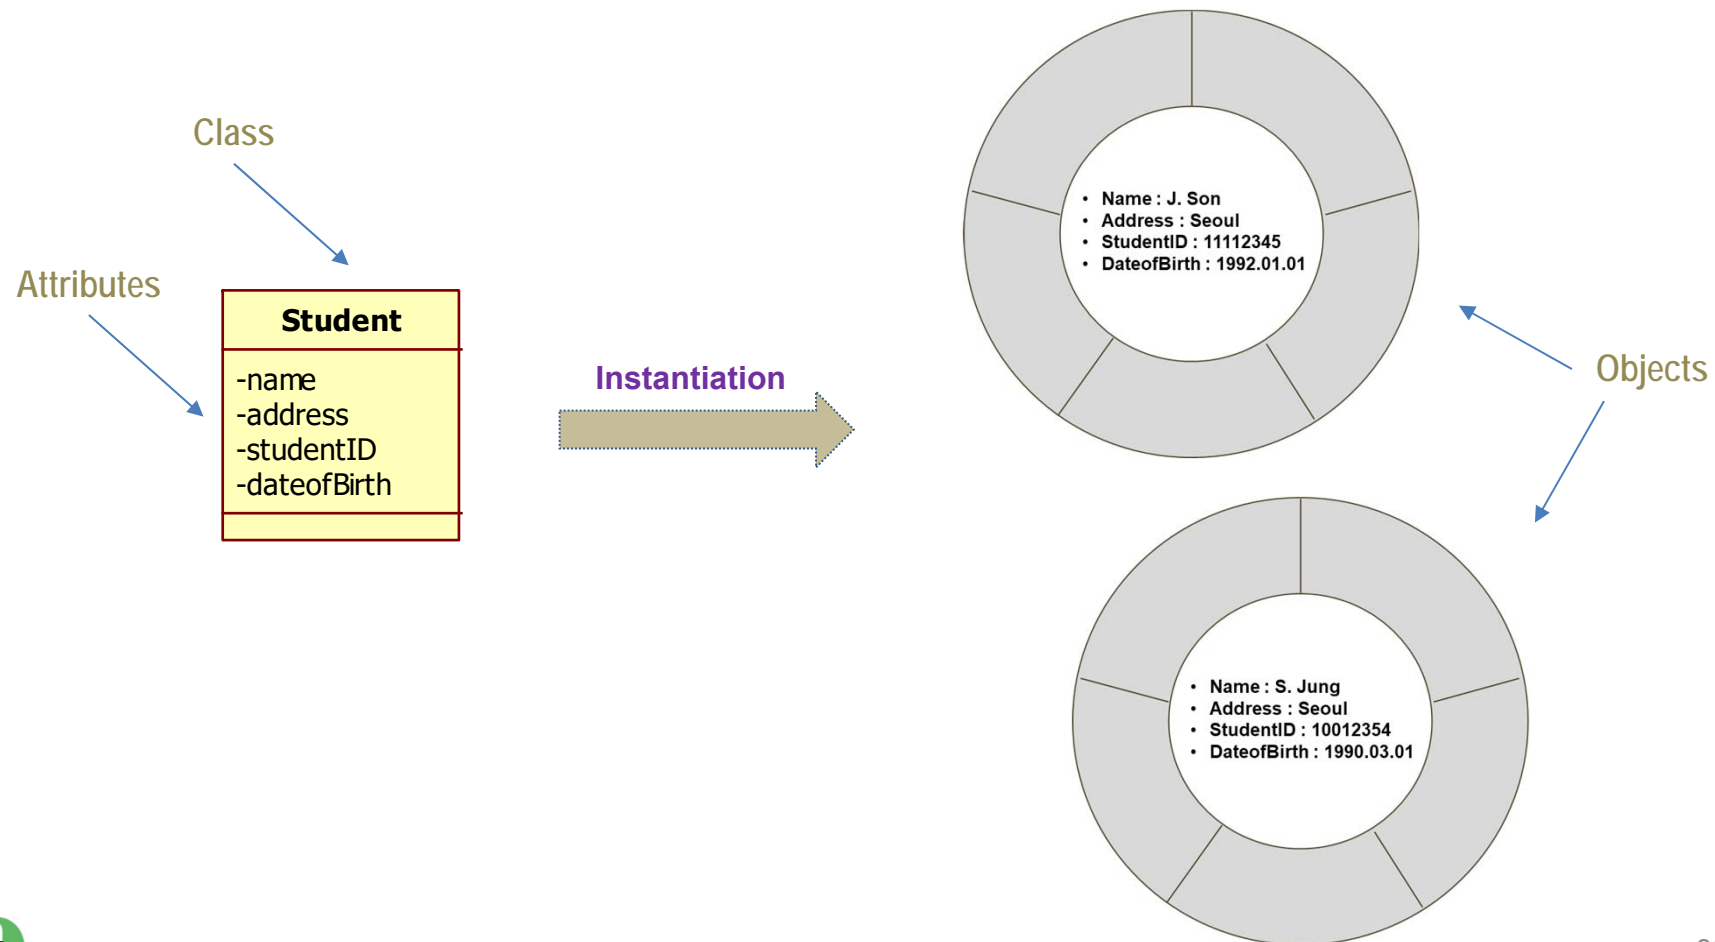 Class
Attributes
Student
-name
-address
-studentID
-dateofBirth
Instantiation
• Name : J. Son
• Address : Seoul
• StudentID : 11112345
• DateofBirth : 1992.01.01
Objects
• Name : S. Jung
• Address : Seoul
• StudentID : 10012354
• DateofBirth : 1990.03.01